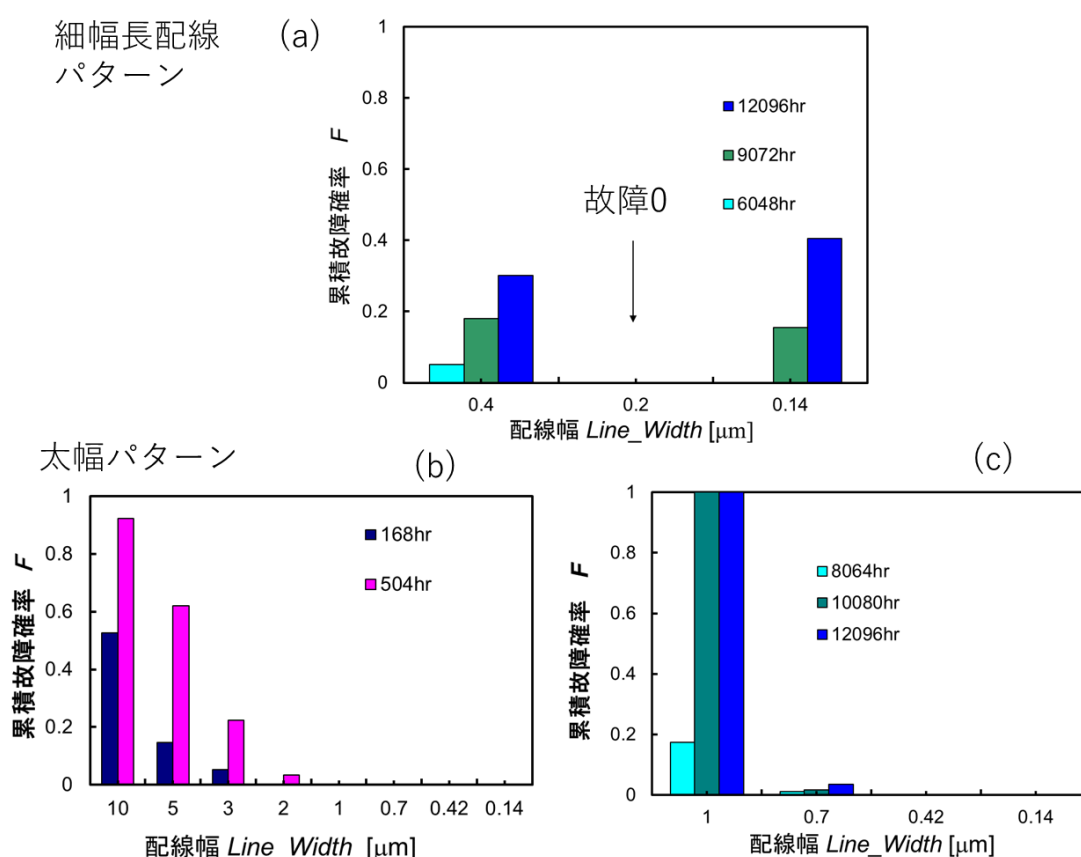 細幅長配線
パターン
(a)
累積故障確率 F
1
0.8
0.6
0.4
0.2
0
12096hr
9072hr
6048hr
故障0
0.4 0.2 0.14
配線幅 Line_Width [μm]
太幅パターン
(b)
累積故障確率 F
1
0.8
0.6
0.4
0.2
0
168hr
504hr
10 5 3 2 1 0.7 0.42 0.14
配線幅 Line_Width [μm]
(c)
累積故障確率 F
1
0.8
0.6
0.4
0.2
0
8064hr
10080hr
12096hr
1 0.7 0.42 0.14
配線幅 Line_Width [μm]